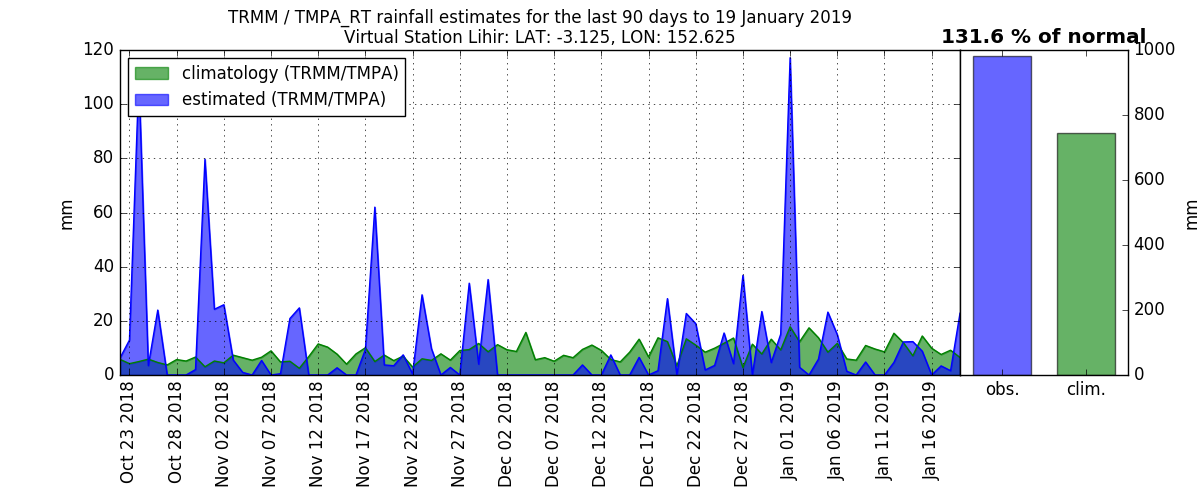 TRMM / TMPA_RT rainfall estimates for the last 90 days to 19 January 2019
Virtual Station Lihir: LAT: -3.125, LON: 152.625
131.6 % of normal
climatology (TRMM/TMPA)
estimated (TRMM/TMPA)
mm
120
100
80
60
40
20
0
Oct 23 2018
Oct 28 2018
Nov 02 2018
Nov 07 2018
Nov 12 2018
Nov 17 2018
Nov 22 2018
Nov 27 2018
Dec 02 2018
Dec 07 2018
Dec 12 2018
Dec 17 2018
Dec 22 2018
Dec 27 2018
Jan 01 2019
Jan 06 2019
Jan 11 2019
Jan 16 2019
obs.
clim.
1000
800
600
400
200
0
mm